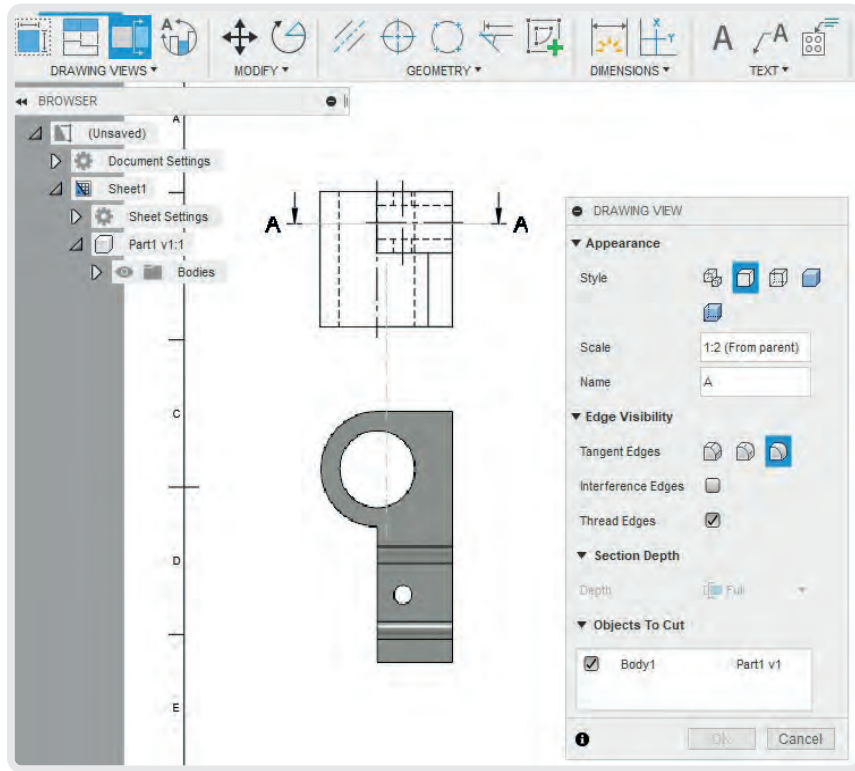 A
A
DRAWING VIEWS ▼
MODIFY ▼
GEOMETRY ▼
X
Y
DIMENSIONS ▼
A
A
TEXT ▼
BROWSER
A
(Unsaved)
Document Settings
Sheet1
Sheet Settings
Part1 v1:1
Bodies
A
A
C
D
E
DRAWING VIEW
▼ Appearance
Style
Scale 1:2 (From parent)
Name A
▼ Edge Visibility
Tangent Edges
Interference Edges
Thread Edges
▼ Section Depth
Depth Full
▼ Objects To Cut
Body1 Part1 v1
OK Cancel